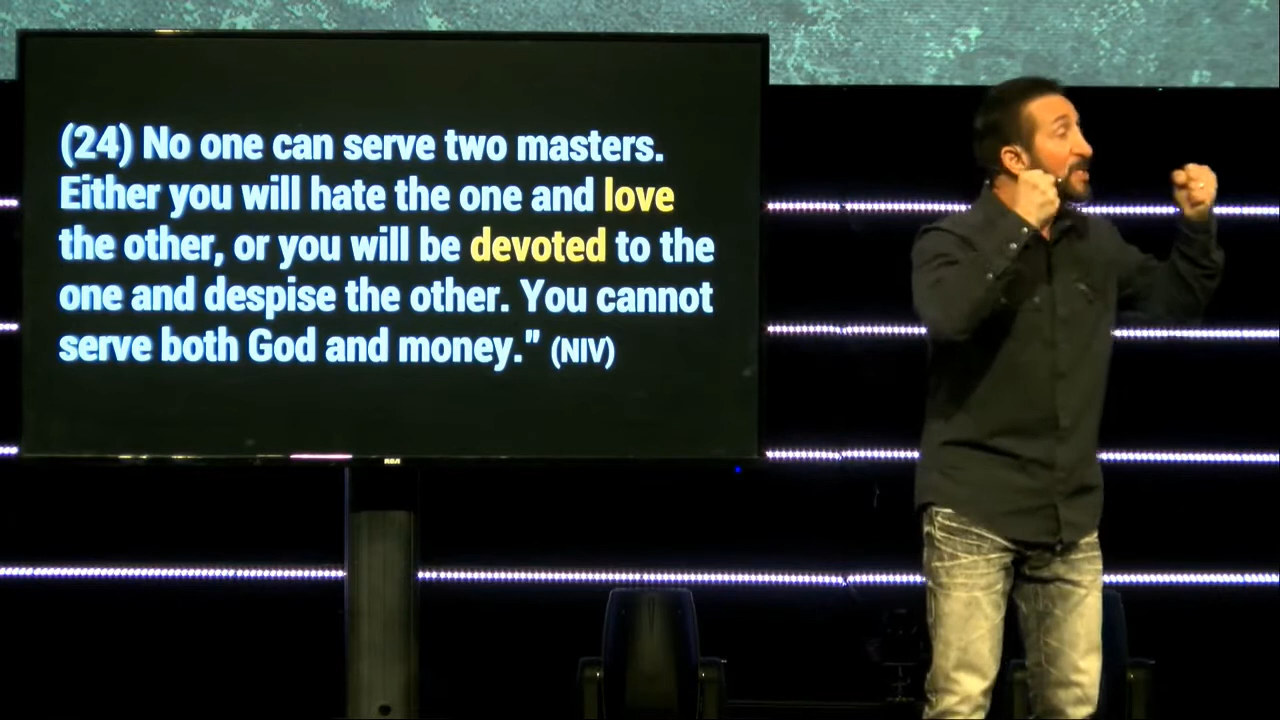 (24) No one can serve two masters.
Either you will hate the one and love
the other, or you will be devoted to the
one and despise the other. You cannot
serve both God and money.” (NIV)
RCA